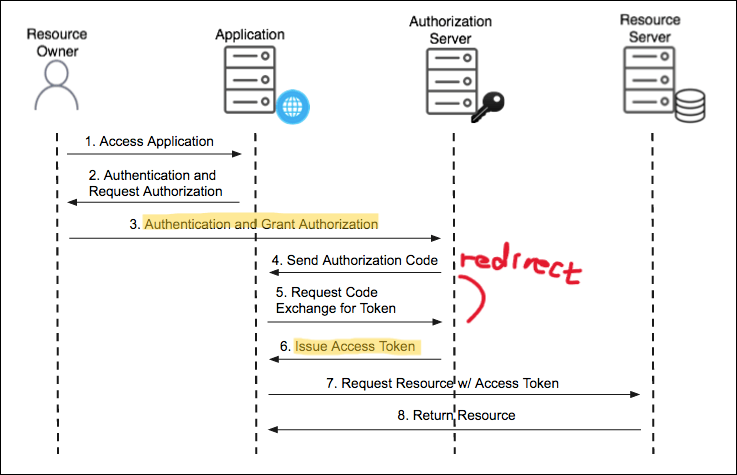 Resource
Owner
Application
Authorization
Server
Resource
Server
1. Access Application
2. Authentication and
Request Authorization
3. Authentication and Grant Authorization
4. Send Authorization Code
redirect
5. Request Code
Exchange for Token
6. Issue Access Token
7. Request Resource w/ Access Token
8. Return Resource